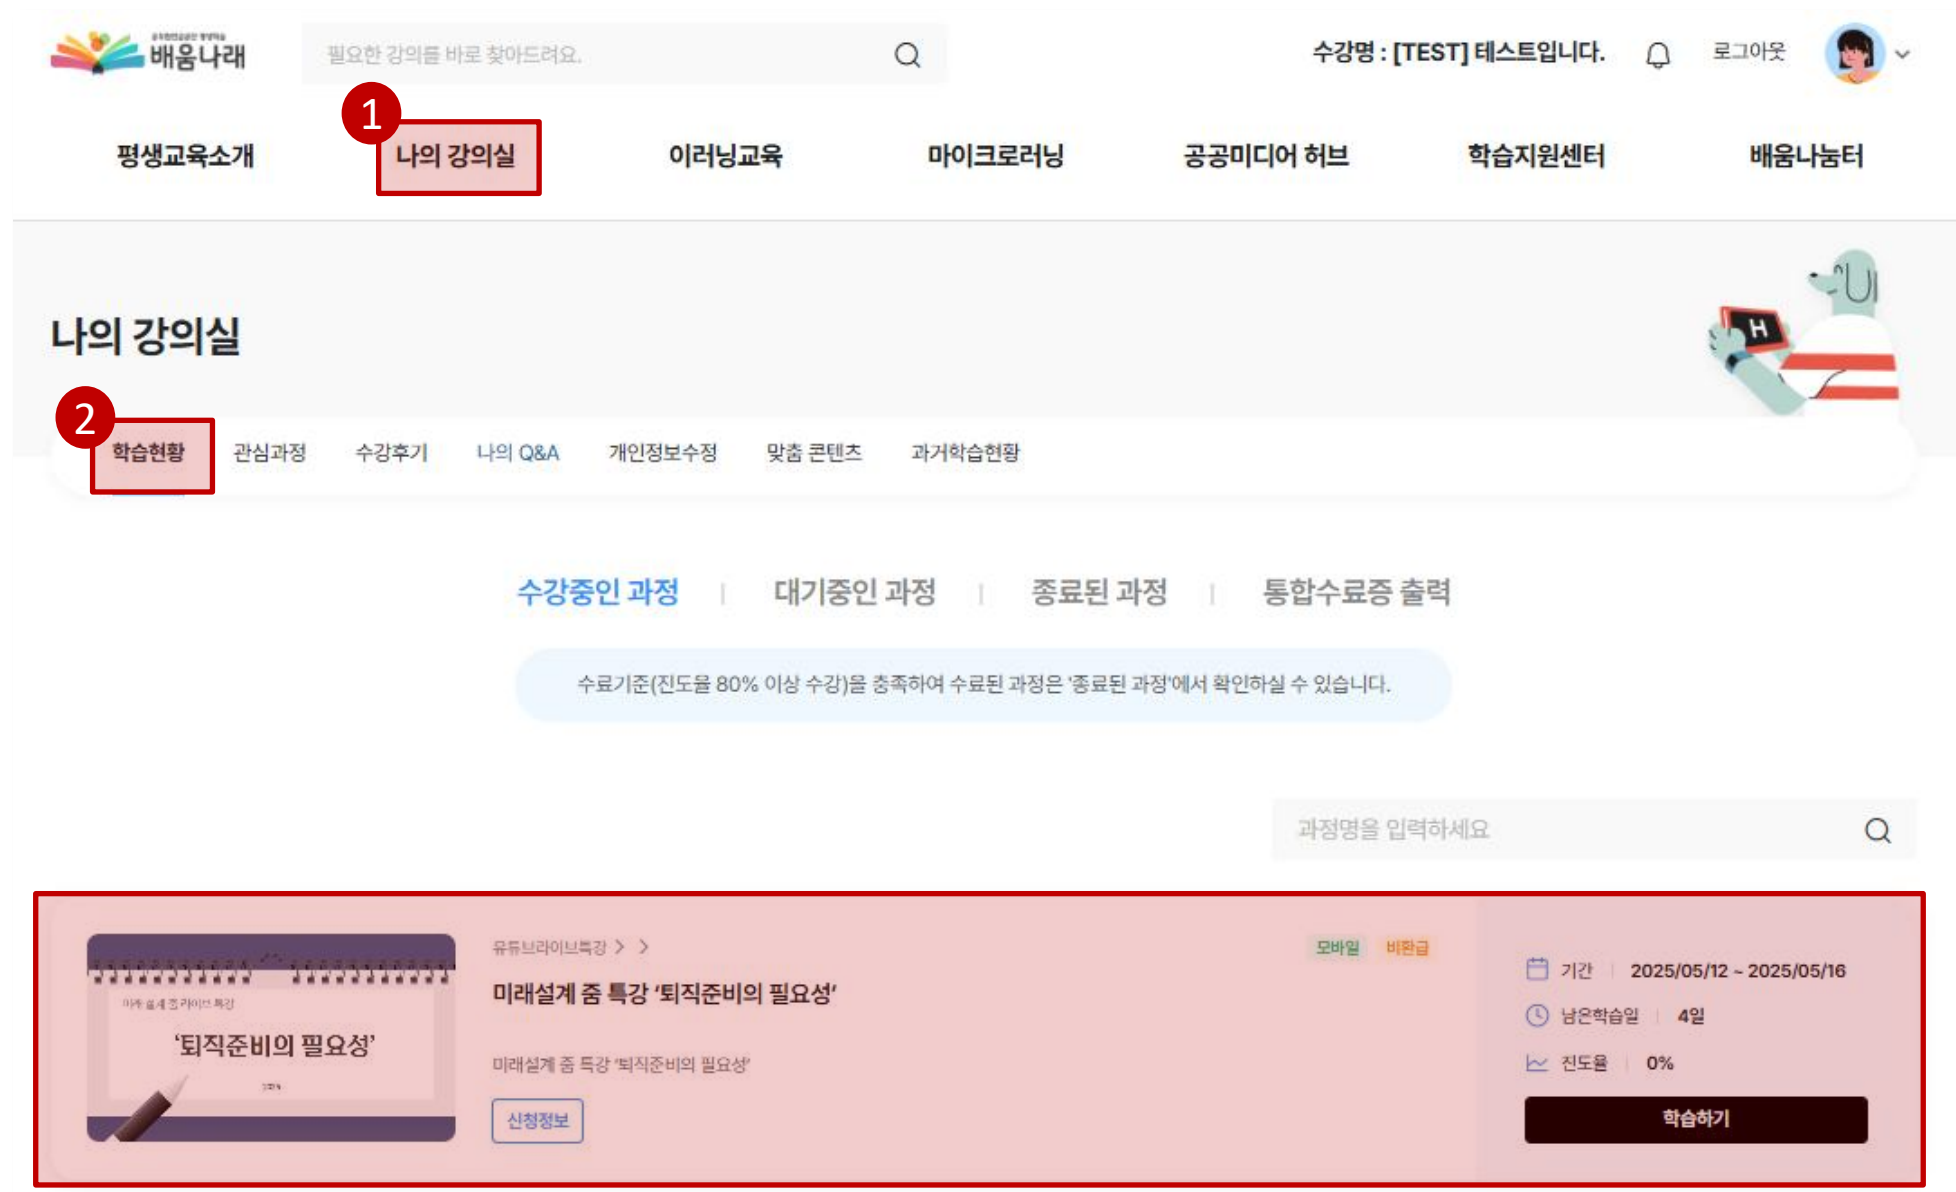 배움나래
필요한 강의를 바로 찾아드려요.
수강명 : [TEST] 테스트입니다.
로그아웃
1
평생교육소개
나의 강의실
이러닝교육
마이크로러닝
공공미디어 허브
학습지원센터
배움나눔터
나의 강의실
H
2
학습현황
관심과정
수강후기
나의 Q&A
개인정보수정
맞춤 콘텐츠
과거학습현황
수강중인 과정
대기중인 과정
종료된 과정
통합수료증 출력
수료기준(진도율 80% 이상 수강)을 충족하여 수료된 과정은 '종료된 과정'에서 확인하실 수 있습니다.
과정명을 입력하세요
미래설계 줌 라이브 특강
'퇴직준비의 필요성'
유튜브라이브특강 > >
모바일
비환급
미래설계 줌 특강 '퇴직준비의 필요성'
미래설계 줌 특강 '퇴직준비의 필요성'
신청정보
기간 | 2025/05/12 ~ 2025/05/16
남은학습일 | 4일
진도율 | 0%
학습하기